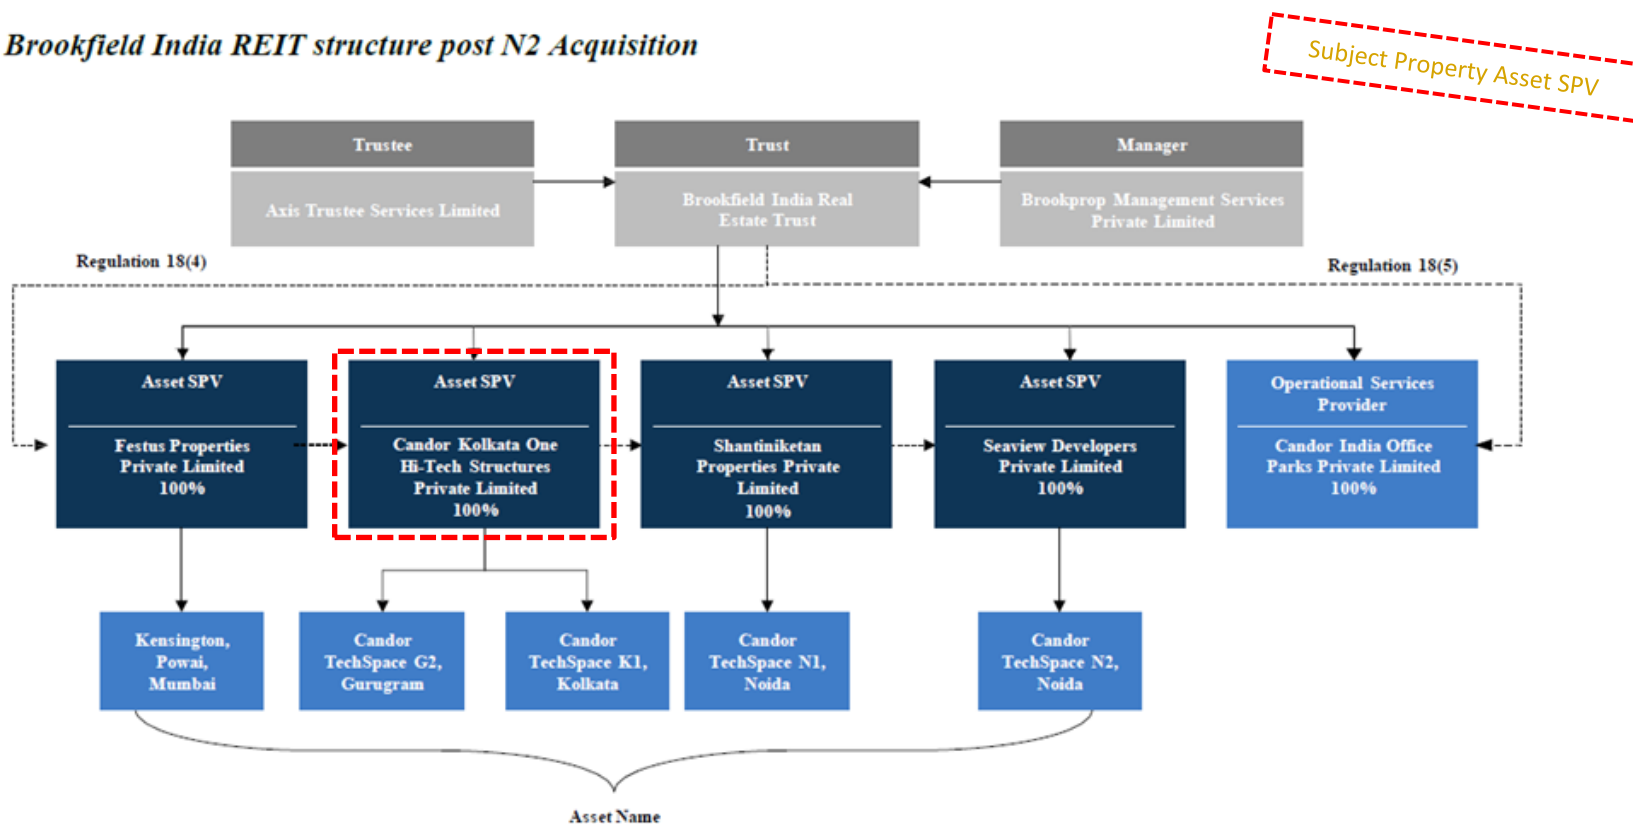 Brookfield India REIT structure post N2 Acquisition
Subject Property Asset SPV
Trustee
Axis Trustee Services Limited
Trust
Brookfield India Real
Estate Trust
Manager
Brookprop Management Services
Private Limited
Regulation 18(4)
Regulation 18(5)
Asset SPV
Festus Properties
Private Limited
100%
Asset SPV
Candor Kolkata One
Hi-Tech Structures
Private Limited
100%
Asset SPV
Shantiniketan
Properties Private
Limited
100%
Asset SPV
Seaview Developers
Private Limited
100%
Operational Services
Provider
Candor India Office
Parks Private Limited
100%
Kensington,
Powai,
Mumbai
Candor
TechSpace G2,
Gurugram
Candor
TechSpace K1,
Kolkata
Candor
TechSpace N1,
Noida
Candor
TechSpace N2,
Noida
Asset Name